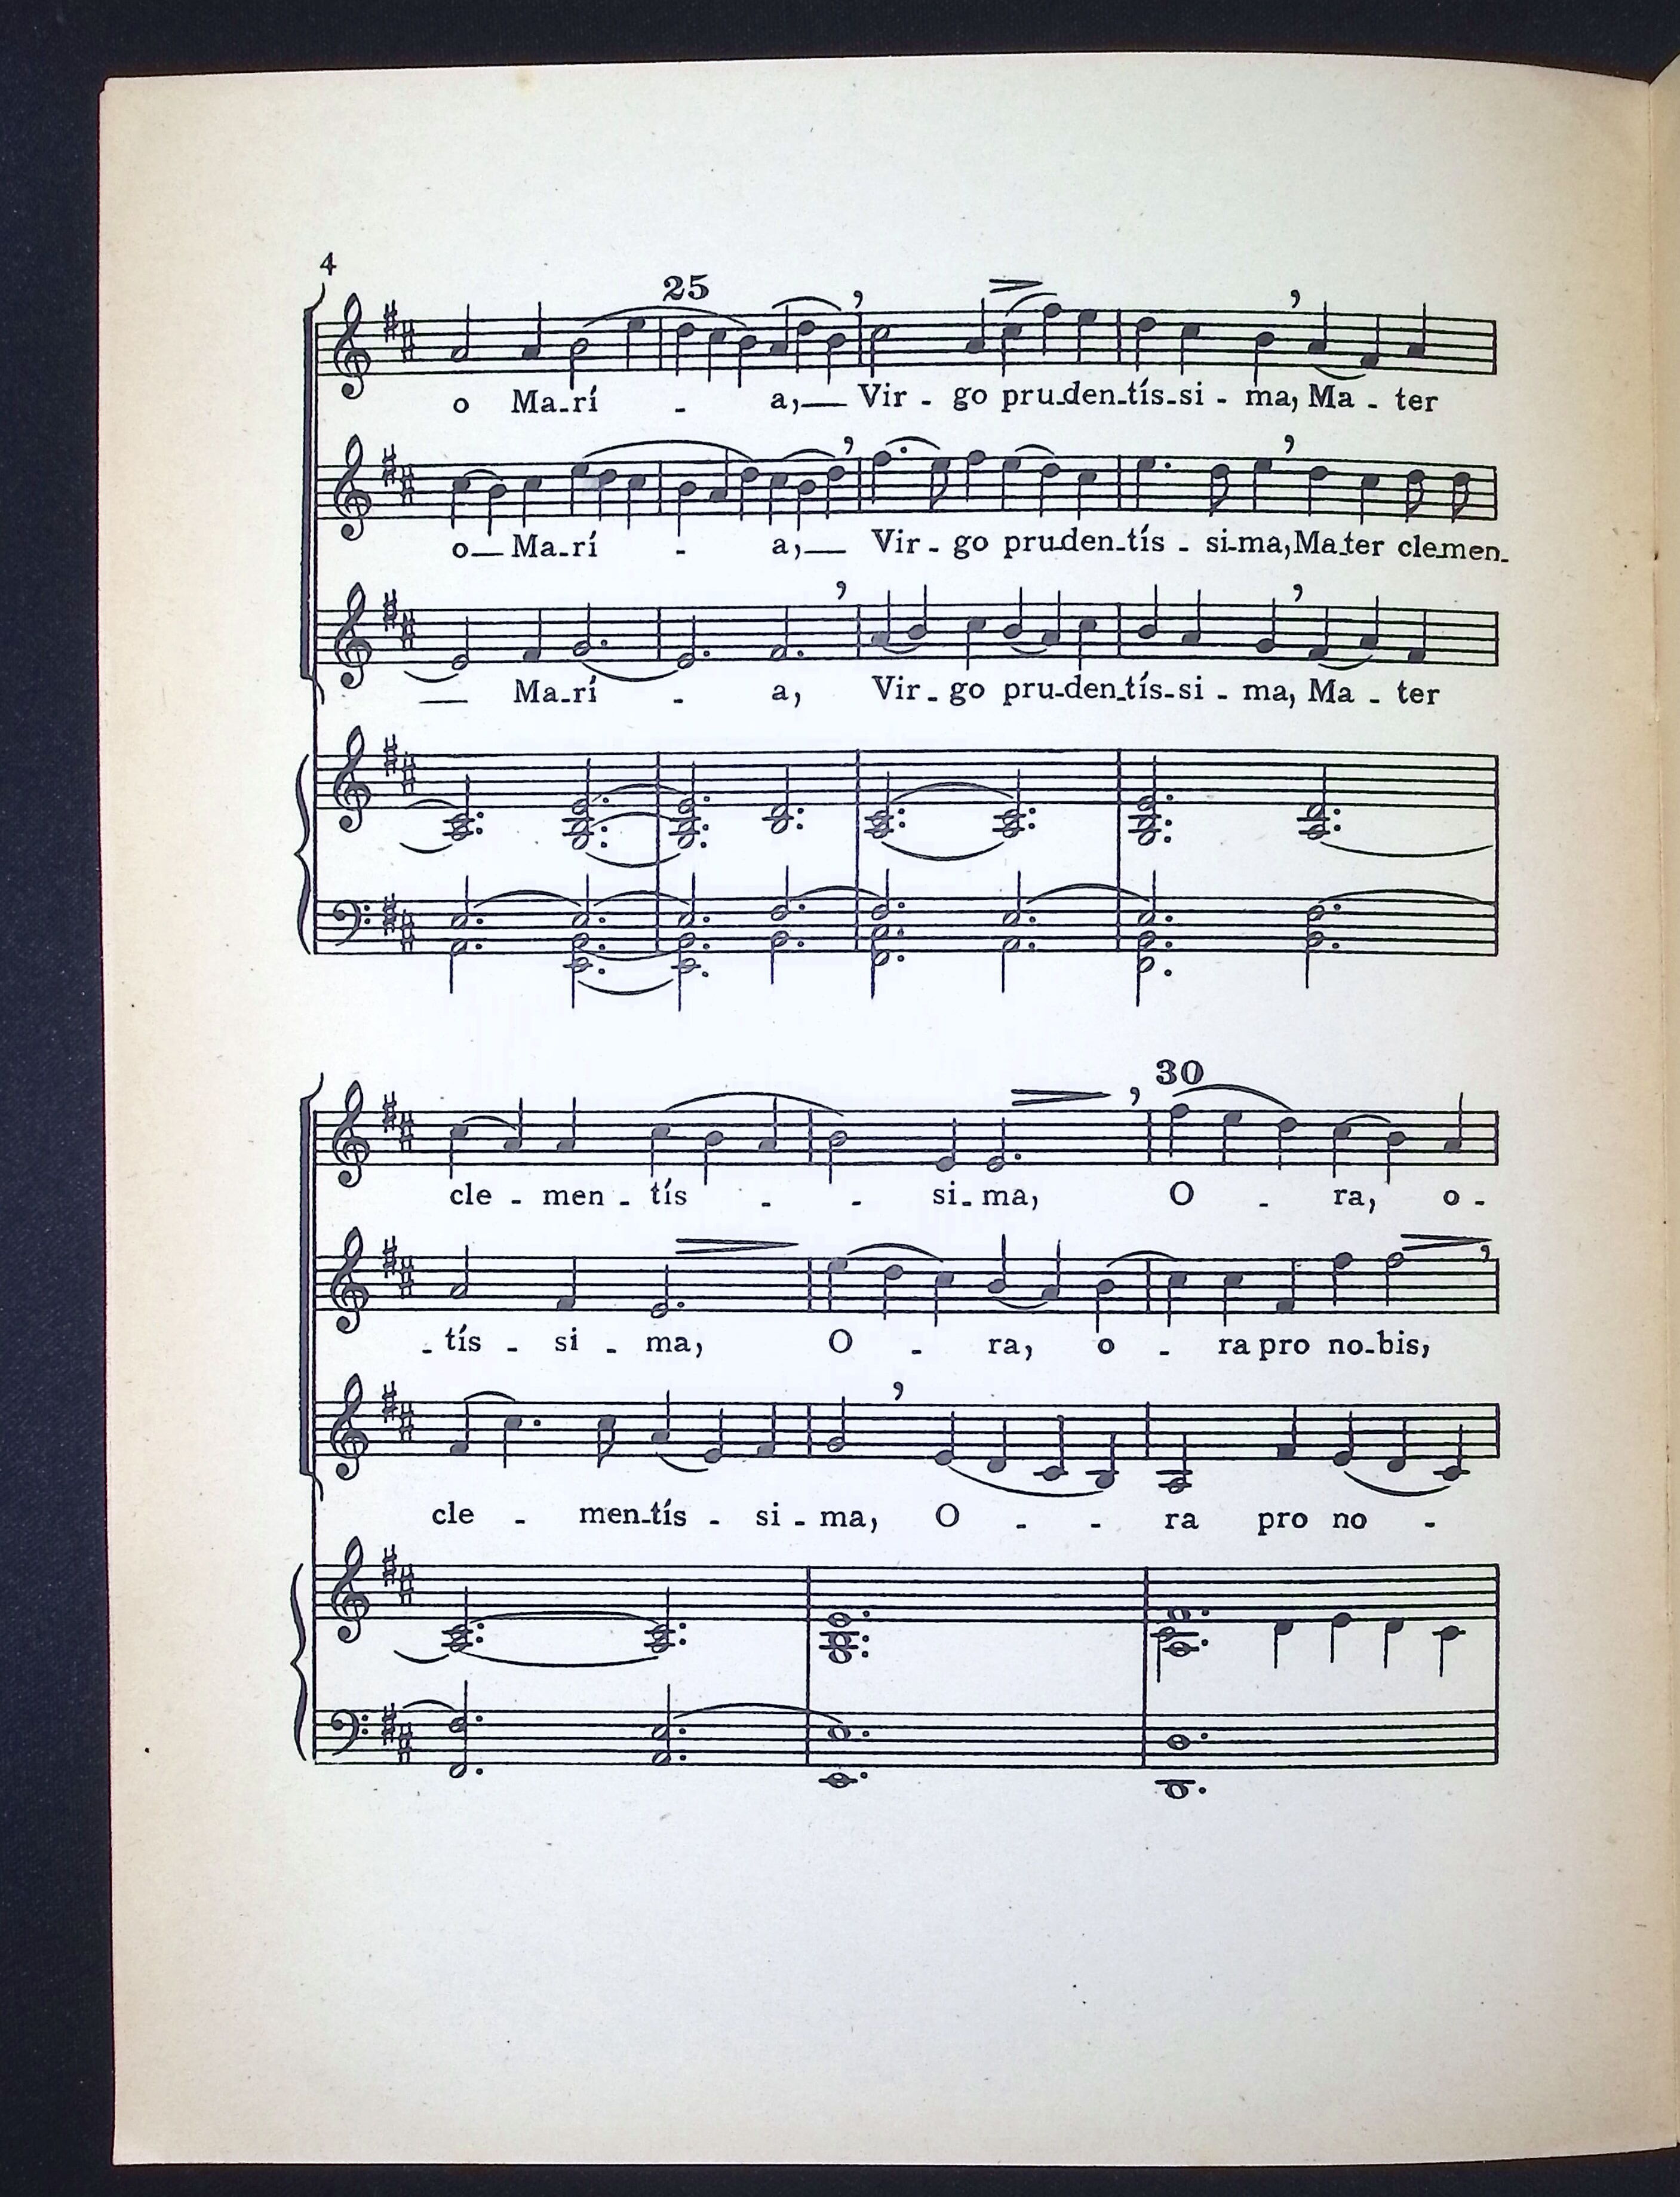 4
25
o Ma-rí - a,— Vir - go pru-den-tís-si - ma, Ma - ter
o— Ma-rí - a,— Vir - go pru-den-tís - si-ma, Ma-ter cle-men-
— Ma-rí - a, Vir - go pru-den-tís-si - ma, Ma - ter
30
cle - men - tís - - si - ma, O - ra, o -
- tís - si - ma, O - ra, o - ra pro no-bis,
cle - men-tís - si - ma, O - - ra pro no -